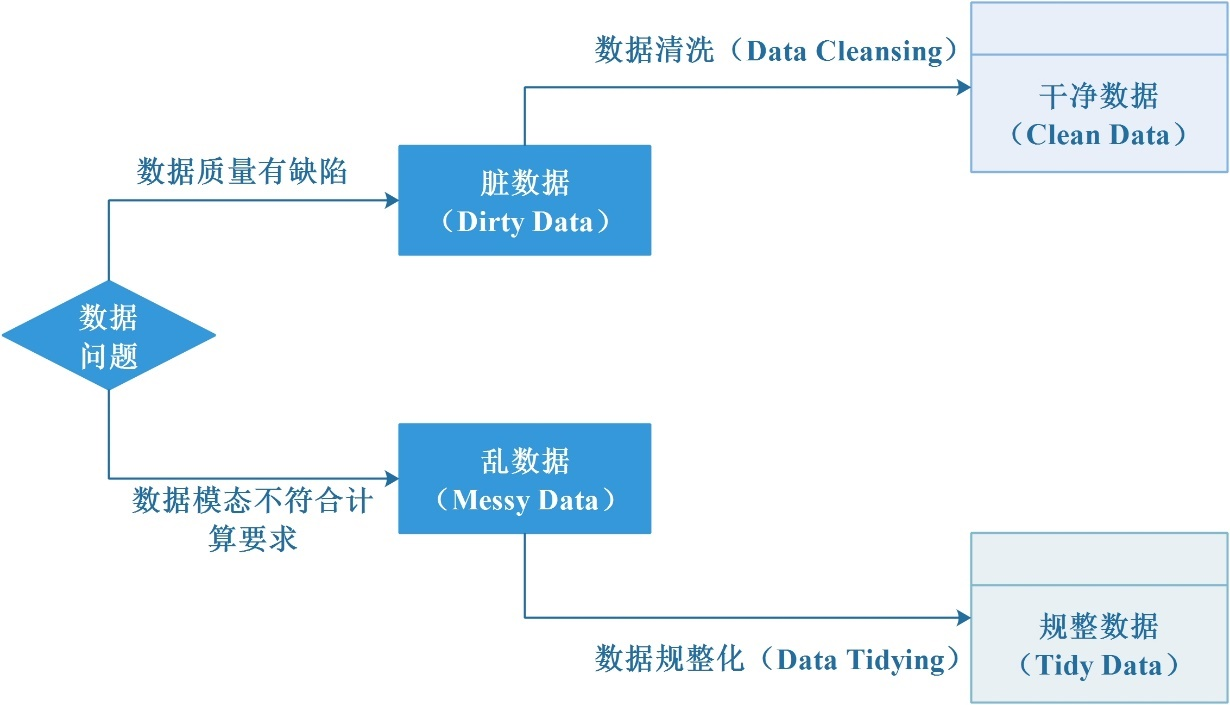 数据清洗（Data Cleansing）
干净数据
（Clean Data）
数据质量有缺陷
脏数据
（Dirty Data）
数据
问题
乱数据
（Messy Data）
数据模态不符合计
算要求
规整数据
（Tidy Data）
数据规整化（Data Tidying）